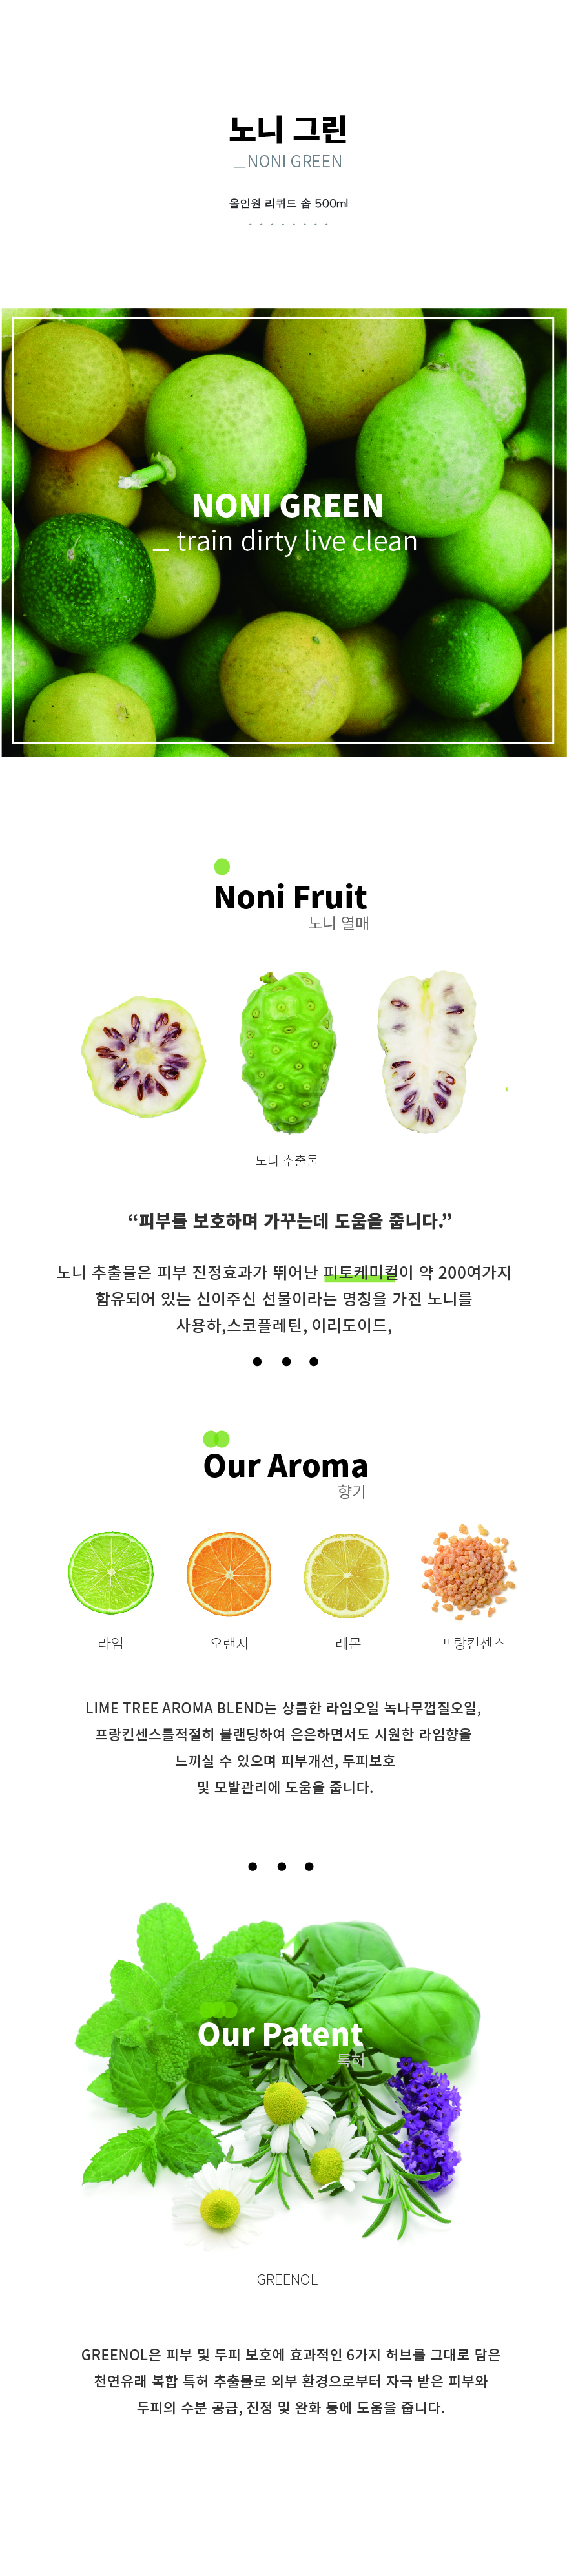 노니 그린
_NONI GREEN
올인원 리퀴드 솝 500ml
NONI GREEN
_ train dirty live clean
Noni Fruit
노니 열매
노니 추출물
“피부를 보호하며 가꾸는데 도움을 줍니다.”
노니 추출물은 피부 진정효과가 뛰어난 피토케미컬이 약 200여가지
함유되어 있는 신이주신 선물이라는 명칭을 가진 노니를
사용하,스코플레틴, 이리도이드,
Our Aroma
향기
라임 오랜지 레몬 프랑킨센스
LIME TREE AROMA BLEND는 상큼한 라임오일 녹나무껍질오일,
프랑킨센스를적절히 블랜딩하여 은은하면서도 시원한 라임향을
느끼실 수 있으며 피부개선, 두피보호
및 모발관리에 도움을 줍니다.
Our Patent
특허
GREENOL
GREENOL은 피부 및 두피 보호에 효과적인 6가지 허브를 그대로 담은
천연유래 복합 특허 추출물로 외부 환경으로부터 자극 받은 피부와
두피의 수분 공급, 진정 및 완화 등에 도움을 줍니다.